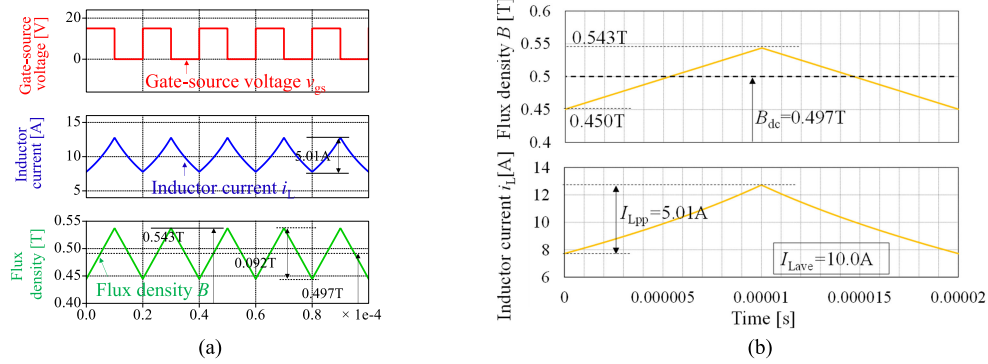 (a)
Gate-source
voltage [V]
20
0
Gate-source voltage vgs
Inductor
current [A]
15
10
5
5.01A
Inductor current iL
Flux
density [T]
0.55
0.50
0.45
0.40
0.543T
0.092T
0.497T
Flux density B
0.0 0.2 0.4 0.6 0.8 × 1e-4
(a)
Flux density B [T]
0.6
0.55
0.5
0.45
0.4
0.543T
0.450T
Bdc=0.497T
Inductor current iL[A]
14
12
10
8
6
ILpp=5.01A
ILave=10.0A
0 0.000005 0.00001 0.000015 0.00002
Time [s]
(b)